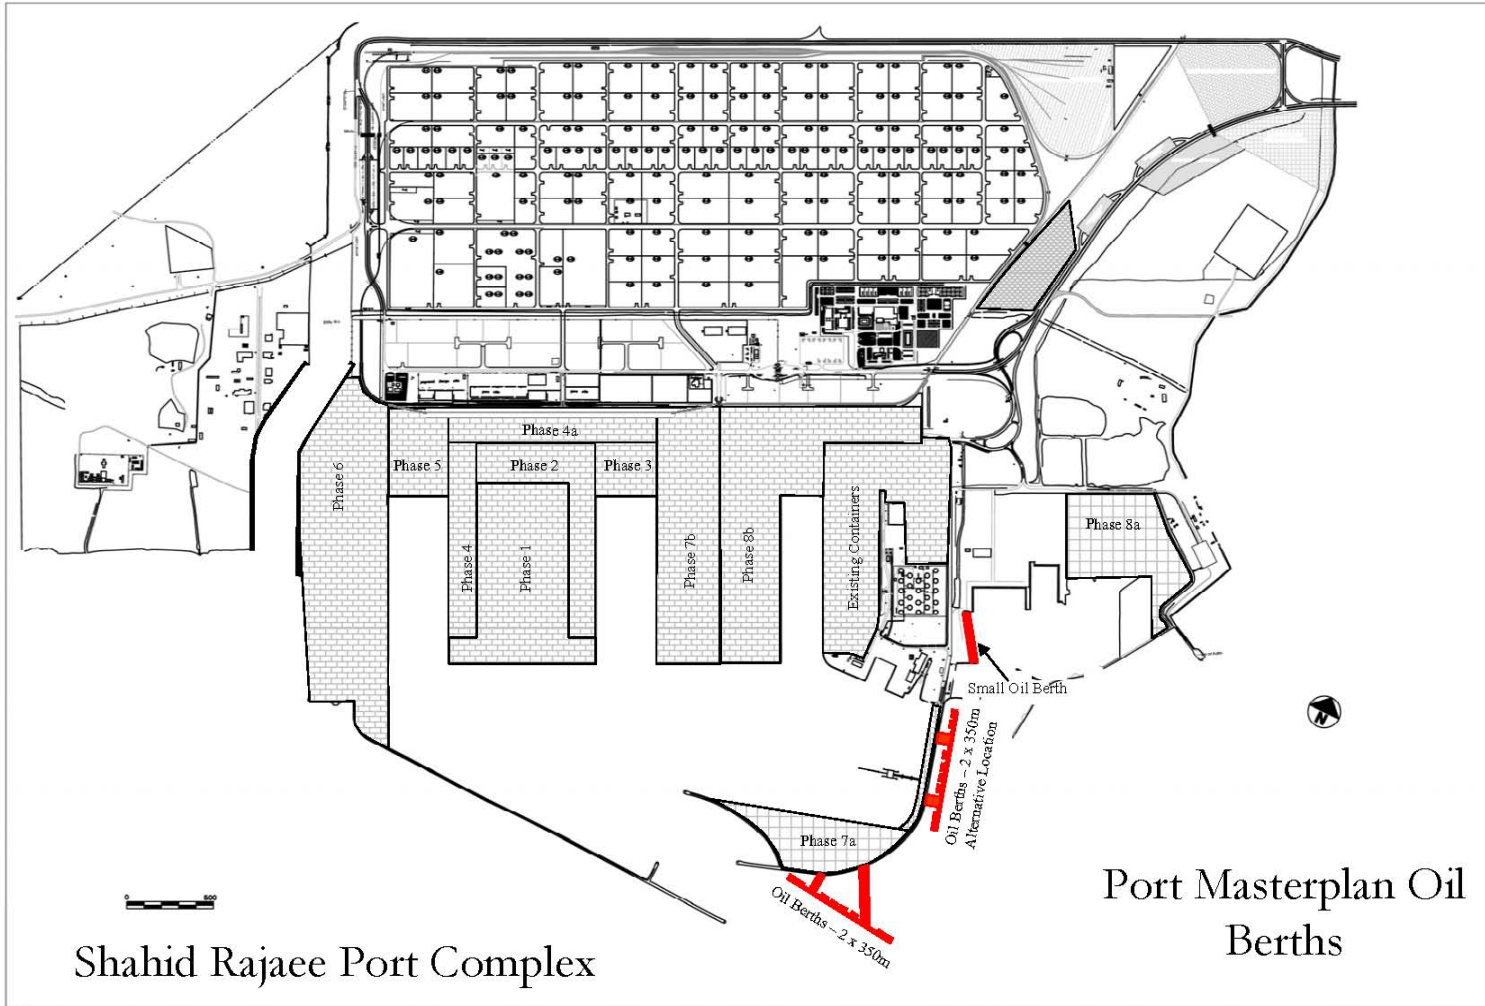 Phase 4a
Phase 5
Phase 2
Phase 3
Phase 6
Phase 4
Phase 1
Phase 7b
Phase 8b
Existing Containers
Phase 8a
Small Oil Berth
Oil Berths – 2 x 350m
Alternative Location
Phase 7a
Oil Berths – 2 x 350m
N
0 500
Port Masterplan Oil
Berths
Shahid Rajaee Port Complex